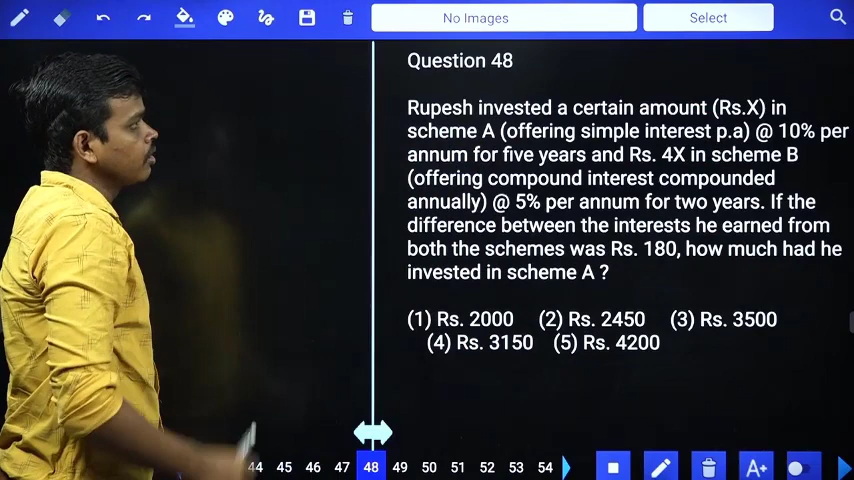 No Images
Select
Question 48
Rupesh invested a certain amount (Rs.X) in
scheme A (offering simple interest p.a) @ 10% per
annum for five years and Rs. 4X in scheme B
(offering compound interest compounded
annually) @ 5% per annum for two years. If the
difference between the interests he earned from
both the schemes was Rs. 180, how much had he
invested in scheme A ?
(1) Rs. 2000 (2) Rs. 2450 (3) Rs. 3500
(4) Rs. 3150 (5) Rs. 4200
44 45 46 47 48 49 50 51 52 53 54
A+